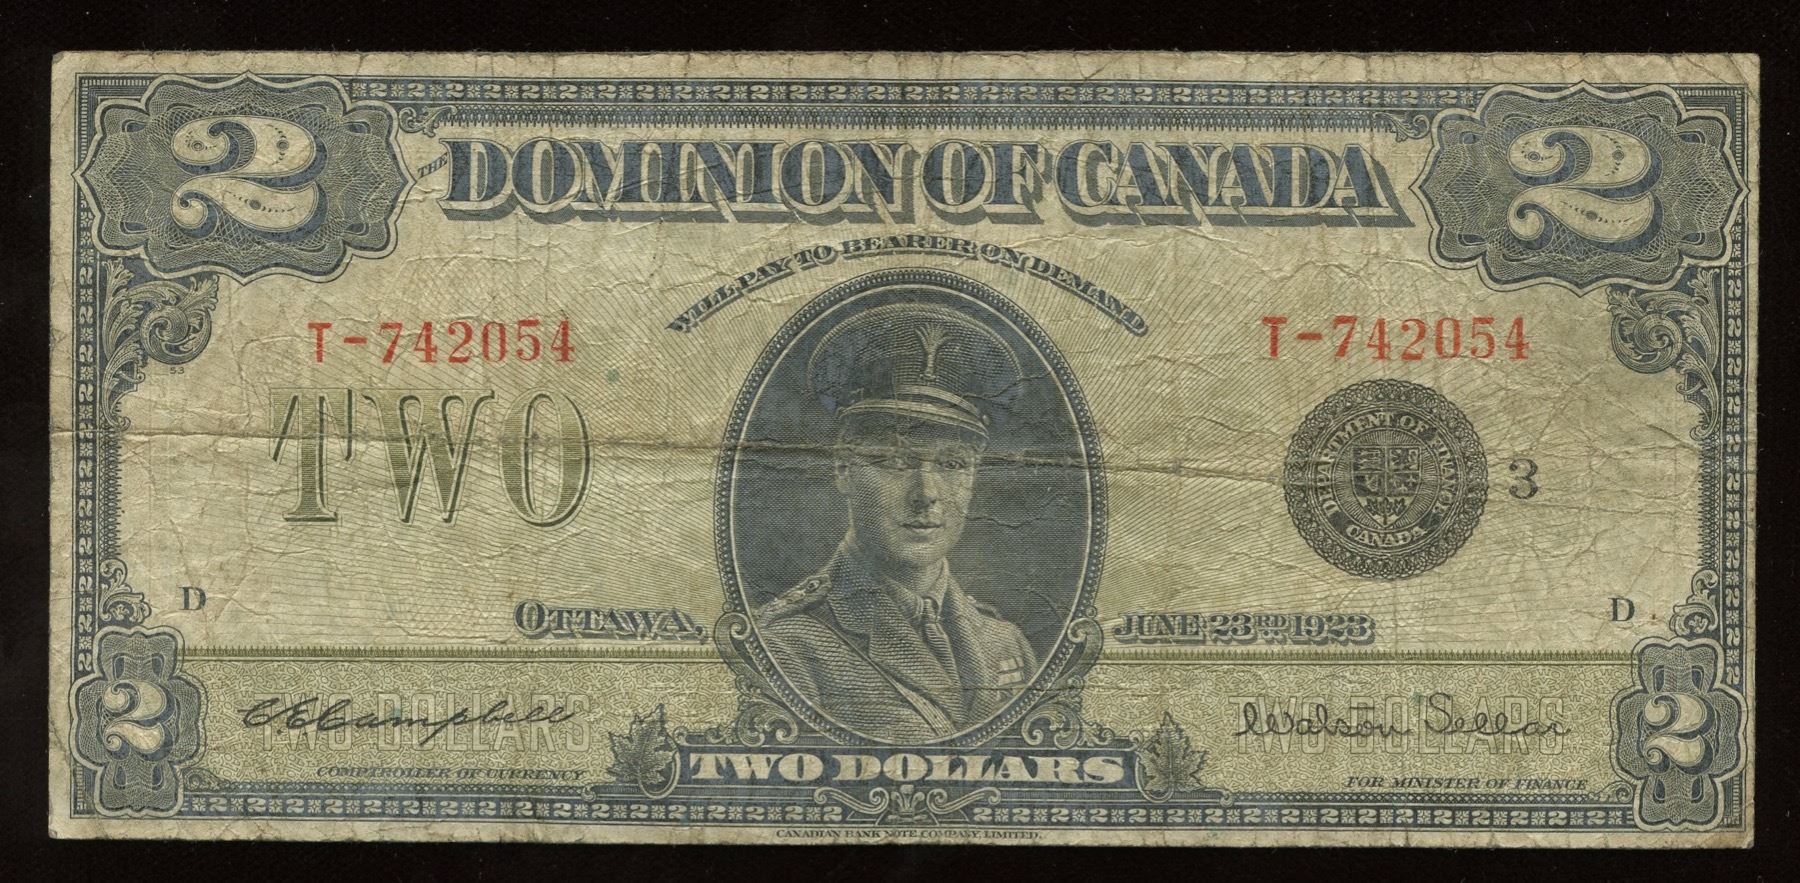 2
THE DOMINION OF CANADA
2
WILL PAY TO BEARER ON DEMAND
T-742054
T-742054
53
TWO
DEPARTMENT OF FINANCE
CANADA
3
D
D
OTTAWA, JUNE 23RD 1923
2
2
C E Campbell
TWO DOLLARS
COMPTROLLER OF CURRENCY
TWO DOLLARS
Watson Sellar
TWO DOLLARS
FOR MINISTER OF FINANCE
CANADIAN BANK NOTE COMPANY, LIMITED.